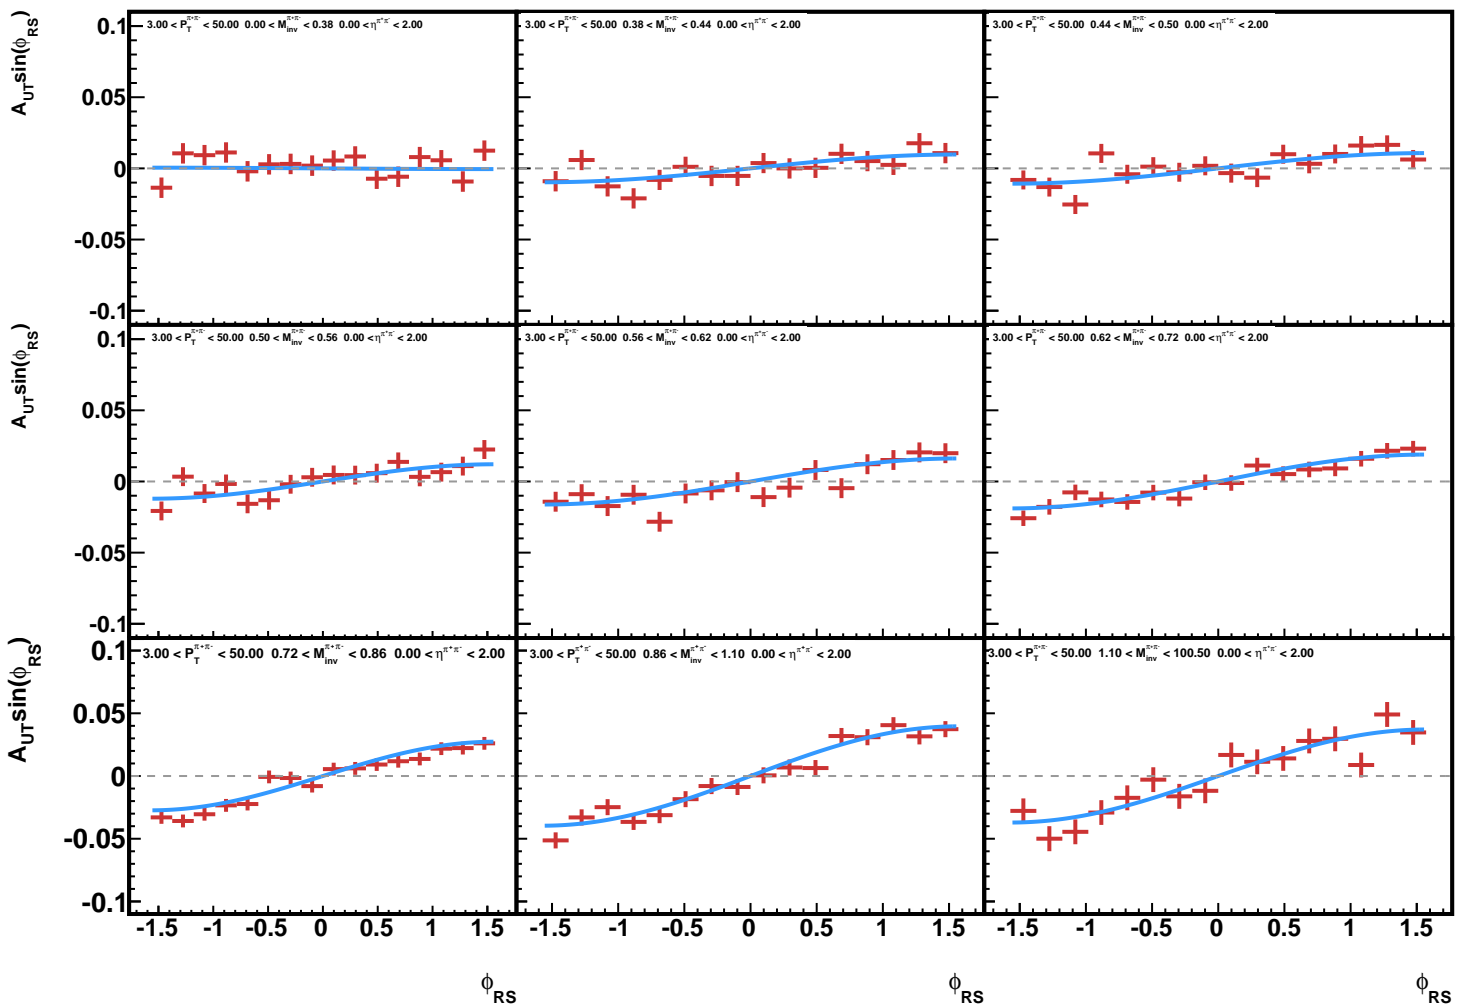 A_UT sin(ϕ_RS)
3.00 < P_T^π+π- < 50.00 0.00 < M_inv^π+π- < 0.38 0.00 < η^π+π- < 2.00
3.00 < P_T^π+π- < 50.00 0.38 < M_inv^π+π- < 0.44 0.00 < η^π+π- < 2.00
3.00 < P_T^π+π- < 50.00 0.44 < M_inv^π+π- < 0.50 0.00 < η^π+π- < 2.00
0.1
0.05
0
-0.05
-0.1
A_UT sin(ϕ_RS)
3.00 < P_T^π+π- < 50.00 0.50 < M_inv^π+π- < 0.56 0.00 < η^π+π- < 2.00
3.00 < P_T^π+π- < 50.00 0.56 < M_inv^π+π- < 0.62 0.00 < η^π+π- < 2.00
3.00 < P_T^π+π- < 50.00 0.62 < M_inv^π+π- < 0.72 0.00 < η^π+π- < 2.00
0.1
0.05
0
-0.05
-0.1
A_UT sin(ϕ_RS)
3.00 < P_T^π+π- < 50.00 0.72 < M_inv^π+π- < 0.86 0.00 < η^π+π- < 2.00
3.00 < P_T^π+π- < 50.00 0.86 < M_inv^π+π- < 1.10 0.00 < η^π+π- < 2.00
3.00 < P_T^π+π- < 50.00 1.10 < M_inv^π+π- < 100.50 0.00 < η^π+π- < 2.00
0.1
0.05
0
-0.05
-0.1
-1.5 -1 -0.5 0 0.5 1 1.5
-1.5 -1 -0.5 0 0.5 1 1.5
-1.5 -1 -0.5 0 0.5 1 1.5
ϕ_RS
ϕ_RS
ϕ_RS